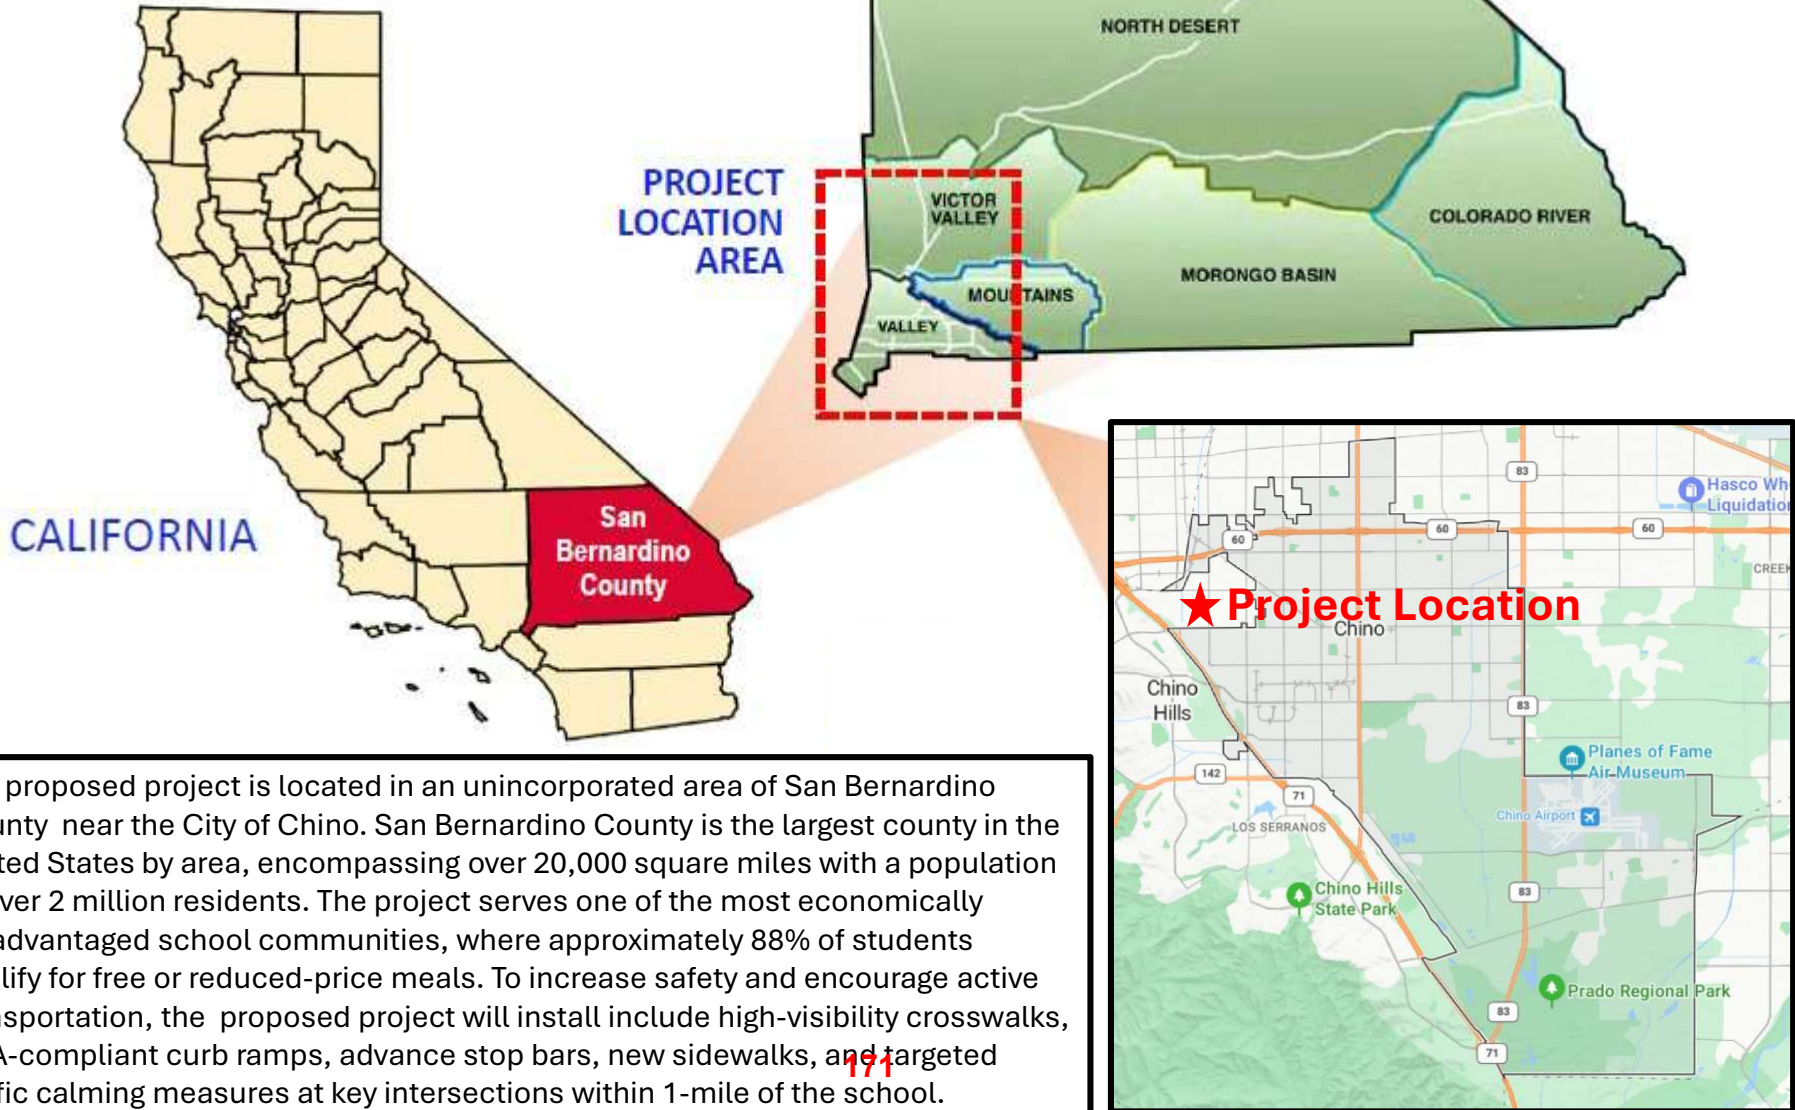 NORTH DESERT
PROJECT
LOCATION
AREA
VICTOR
VALLEY
COLORADO RIVER
MORONGO BASIN
MOUNTAINS
VALLEY
CALIFORNIA
San
Bernardino
County
83
Hasco Wh
Liquidatio
60
60
60
CREEK
★Project Location
Chino
Chino
Hills
83
Planes of Fame
Air Museum
142
71
Chino Airport
LOS SERRANOS
83
Chino Hills
State Park
Prado Regional Park
83
71
proposed project is located in an unincorporated area of San Bernardino
unty near the City of Chino. San Bernardino County is the largest county in the
ted States by area, encompassing over 20,000 square miles with a population
ver 2 million residents. The project serves one of the most economically
advantaged school communities, where approximately 88% of students
lify for free or reduced-price meals. To increase safety and encourage active
nsportation, the proposed project will install include high-visibility crosswalks,
A-compliant curb ramps, advance stop bars, new sidewalks, and targeted
171
fic calming measures at key intersections within 1-mile of the school.